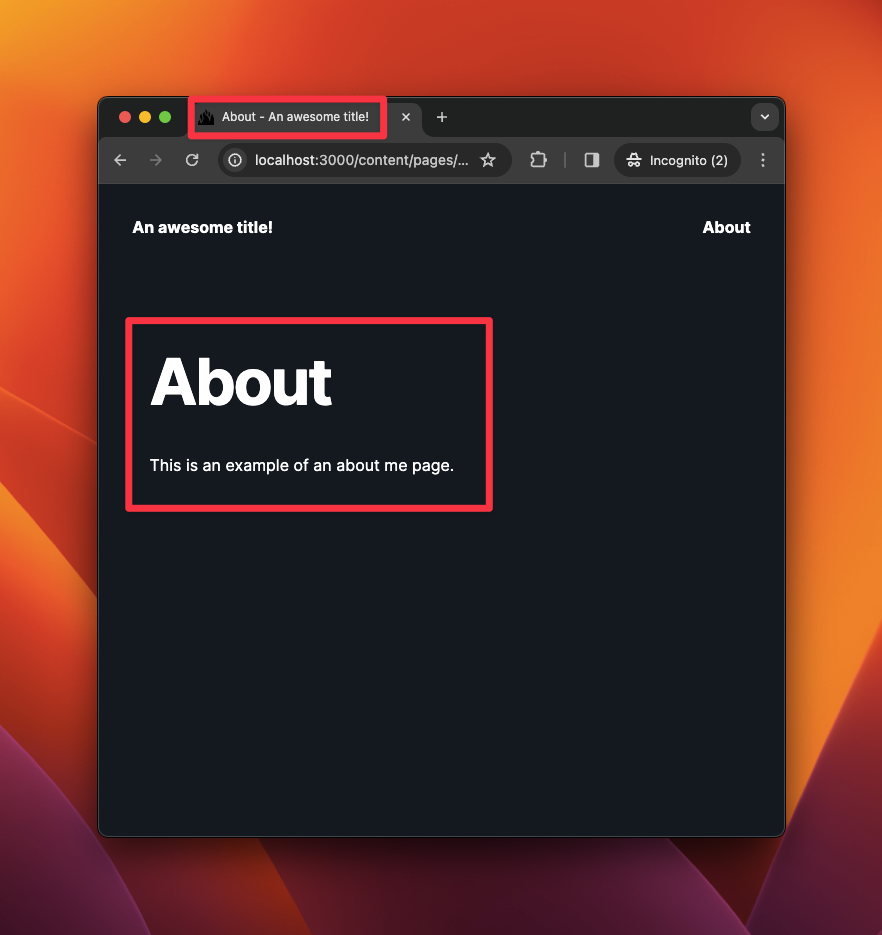 About - An awesome title!
localhost:3000/content/pages/...
Incognito (2)
An awesome title!
About
About
This is an example of an about me page.